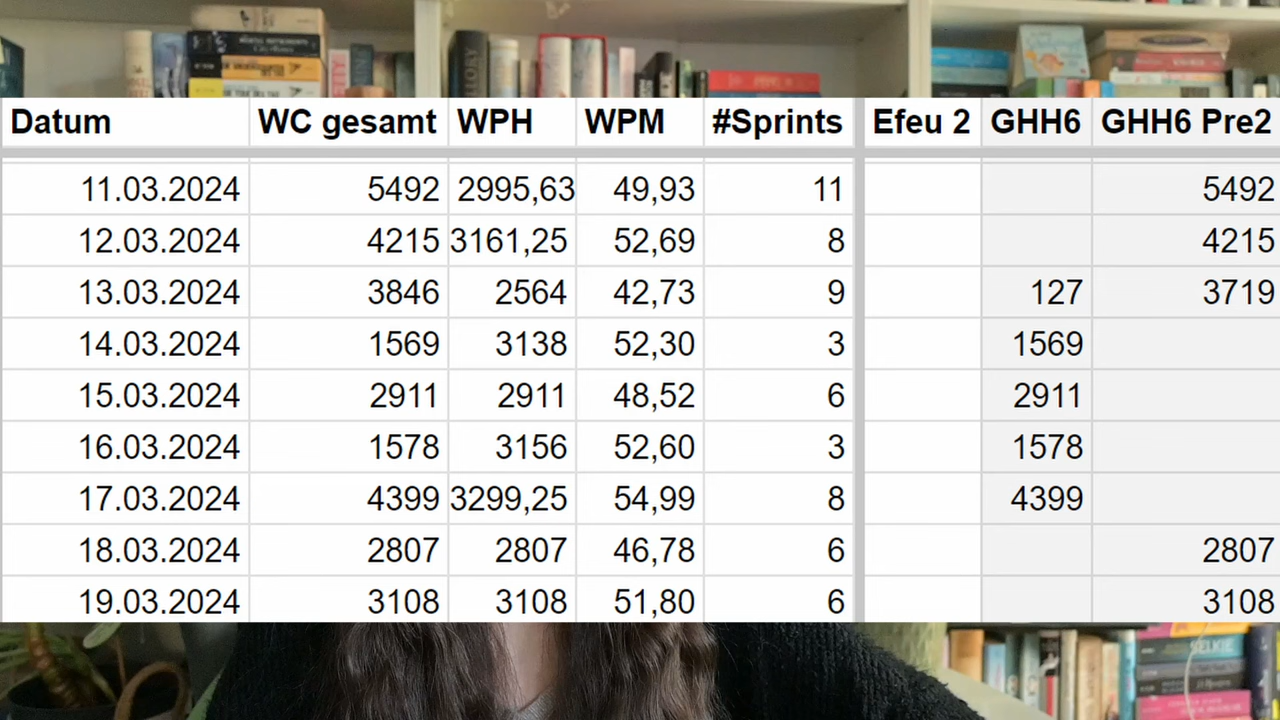 Datum WC gesamt WPH WPM #Sprints Efeu 2 GHH6 GHH6 Pre2
11.03.2024 5492 2995,63 49,93 11 5492
12.03.2024 4215 3161,25 52,69 8 4215
13.03.2024 3846 2564 42,73 9 127 3719
14.03.2024 1569 3138 52,30 3 1569
15.03.2024 2911 2911 48,52 6 2911
16.03.2024 1578 3156 52,60 3 1578
17.03.2024 4399 3299,25 54,99 8 4399
18.03.2024 2807 2807 46,78 6 2807
19.03.2024 3108 3108 51,80 6 3108
SELKIE